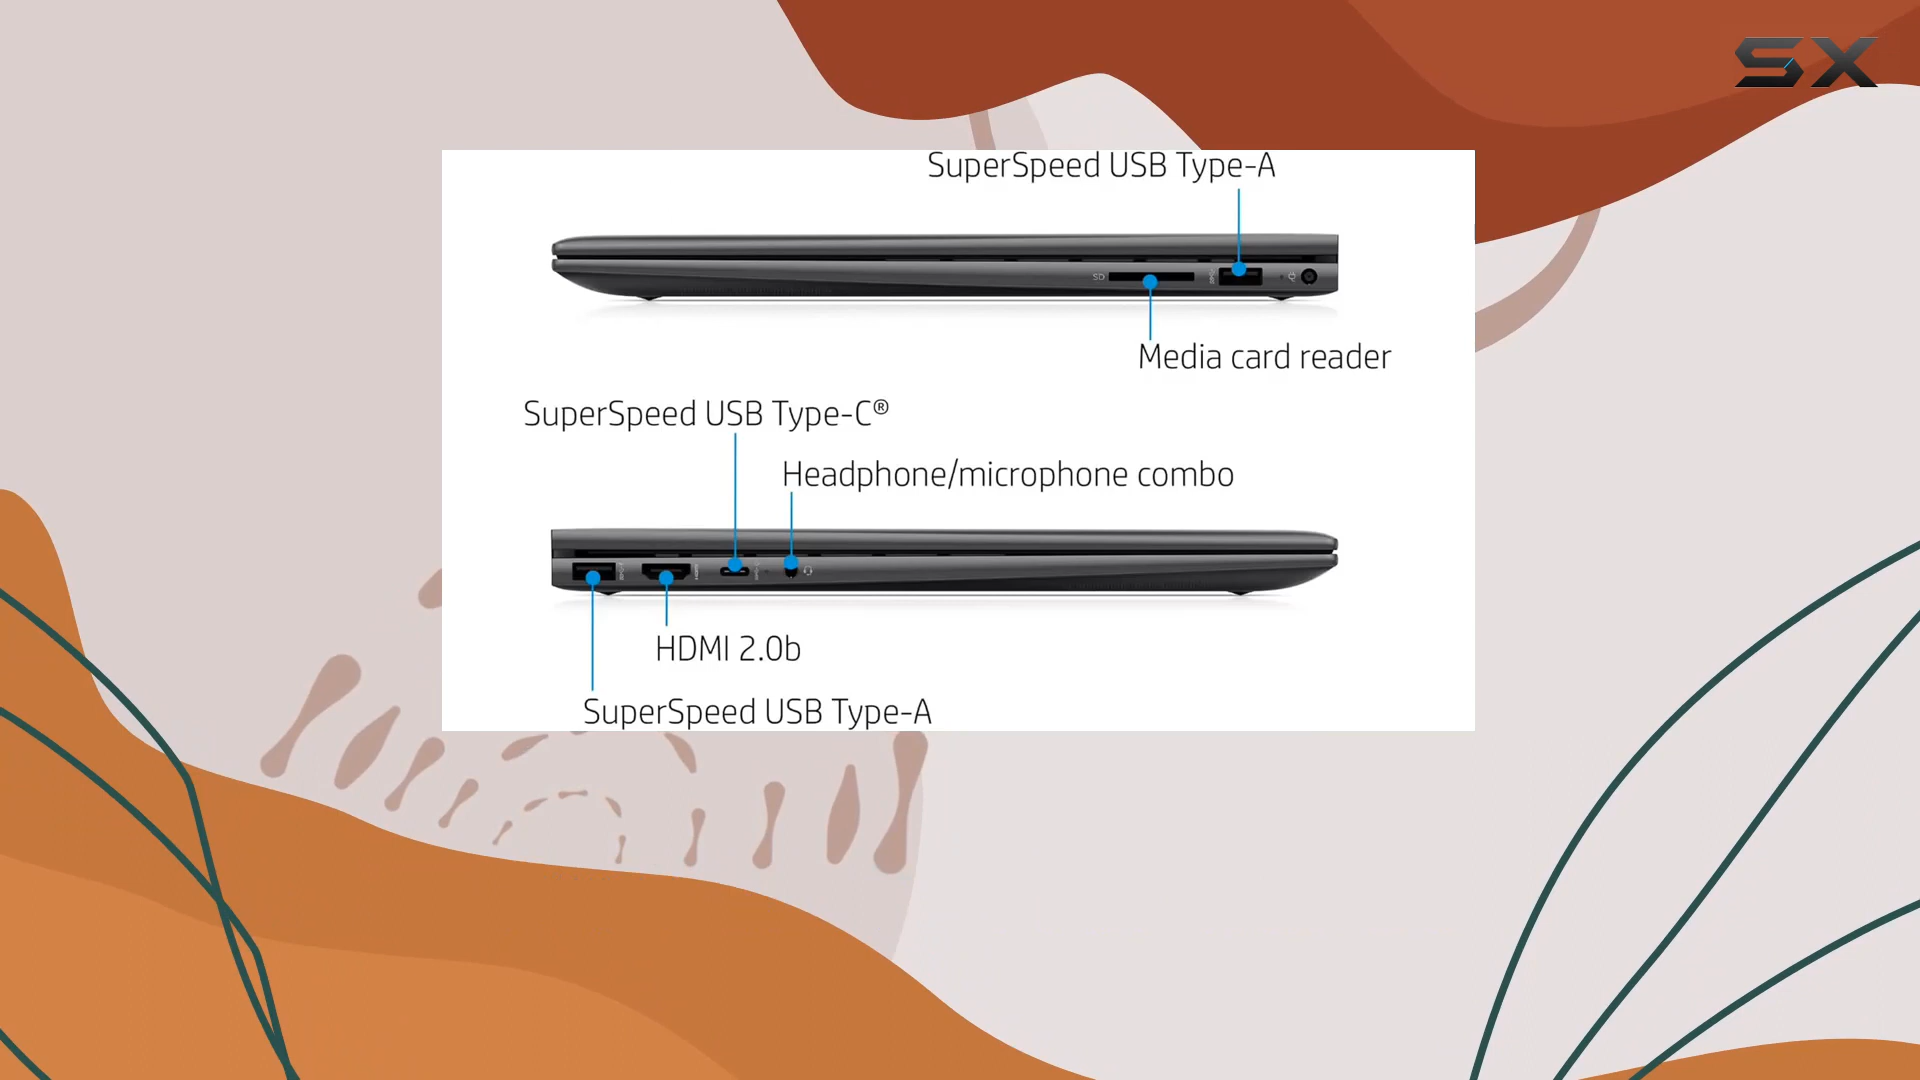 SX
SuperSpeed USB Type-A
SD
Media card reader
SuperSpeed USB Type-C®
Headphone/microphone combo
HDMI 2.0b
SuperSpeed USB Type-A